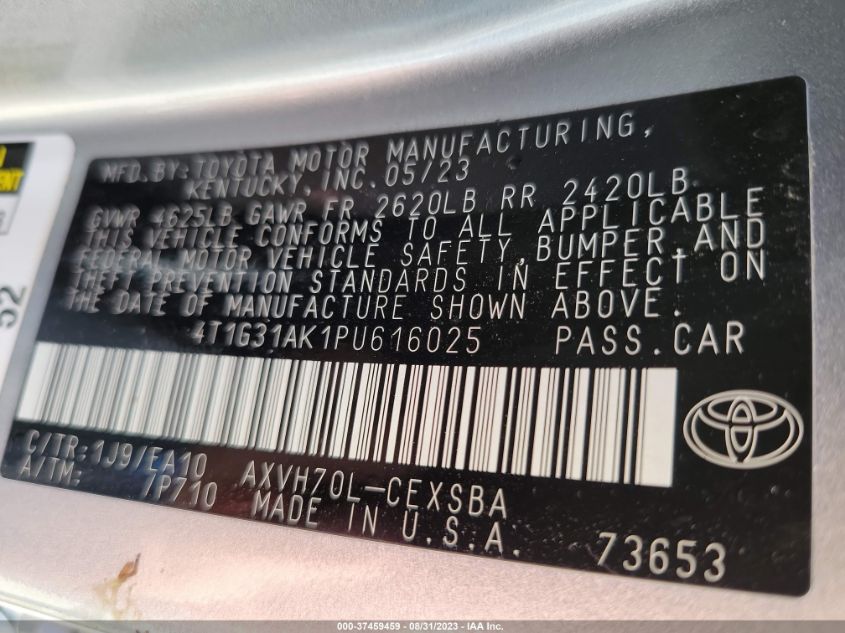 MFD.BY:TOYOTA MOTOR MANUFACTURING,
KENTUCKY, INC. 05/23
GVWR 4625LB GAWR FR 2620LB RR 2420LB
THIS VEHICLE CONFORMS TO ALL APPLICABLE
FEDERAL MOTOR VEHICLE SAFETY, BUMPER, AND
THEFT PREVENTION STANDARDS IN EFFECT ON
THE DATE OF MANUFACTURE SHOWN ABOVE.
4T1G31AK1PU616025 PASS.CAR
C/TR:1J9/EA10 AXVH70L-CEXSBA
A/TM: /P710 MADE IN U.S.A. 73653
52
000-37459459 - 08/31/2023 - IAA Inc.